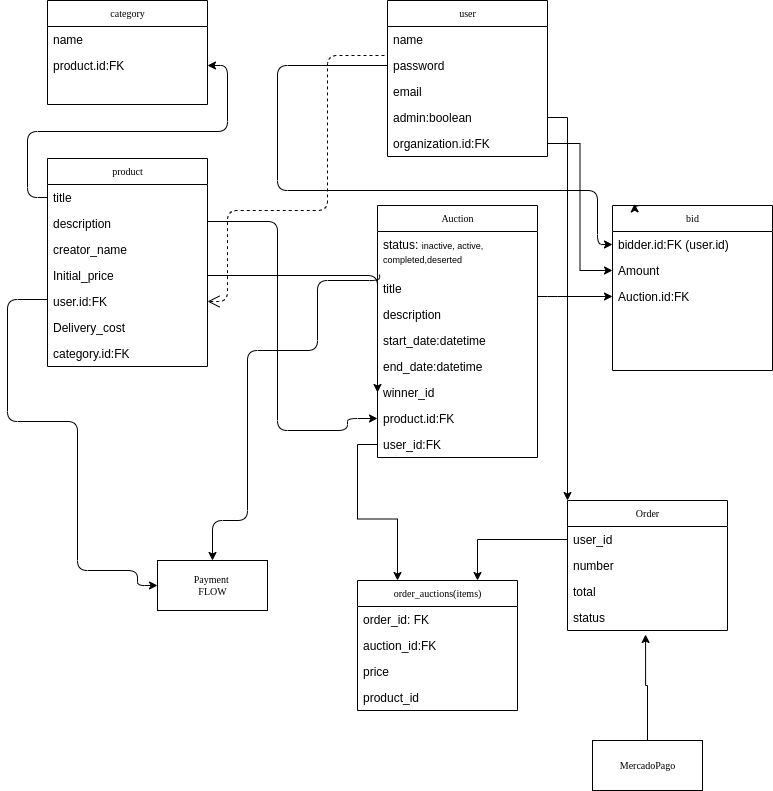 category
name
product.id:FK
user
name
password
email
admin:boolean
organization.id:FK
product
title
description
creator_name
Initial_price
user.id:FK
Delivery_cost
category.id:FK
Auction
status: inactive, active,
completed,deserted
title
description
start_date:datetime
end_date:datetime
winner_id
product.id:FK
user_id:FK
bid
bidder.id:FK (user.id)
Amount
Auction.id:FK
Order
user_id
number
total
status
Payment
FLOW
order_auctions(items)
order_id: FK
auction_id:FK
price
product_id
MercadoPago